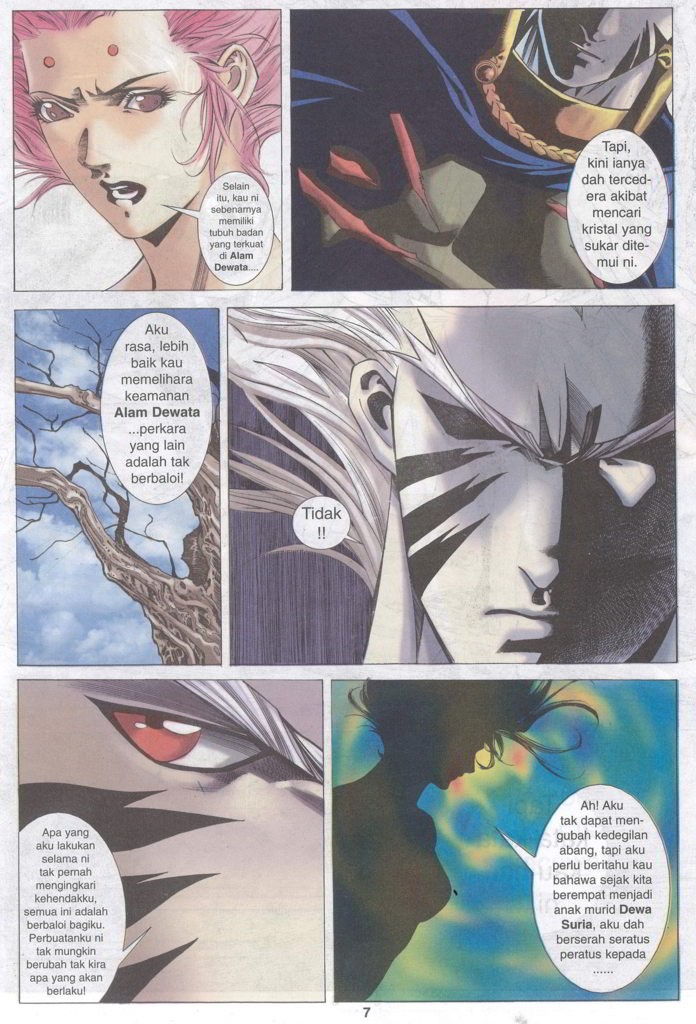 Selain
itu, kau ni
sebenarnya
memiliki
tubuh badan
yang terkuat
di Alam
Dewata....
Tapi,
kini ianya
dah terced-
era akibat
mencari
kristal yang
sukar dite-
mui ni.
Aku
rasa, lebih
baik kau
memelihara
keamanan
Alam Dewata
...perkara
yang lain
adalah tak
berbaloi!
Tidak
!!
Apa yang
aku lakukan
selama ni
tak pernah
mengingkari
kehendakku,
semua ini adalah
berbaloi bagiku.
Perbuatanku ni
tak mungkin
berubah tak kira
apa yang akan
berlaku!
Ah! Aku
tak dapat men-
gubah kedegilan
abang, tapi aku
perlu beritahu kau
bahawa sejak kita
berempat menjadi
anak murid Dewa
Suria, aku dah
berserah seratus
peratus kepada
......
7